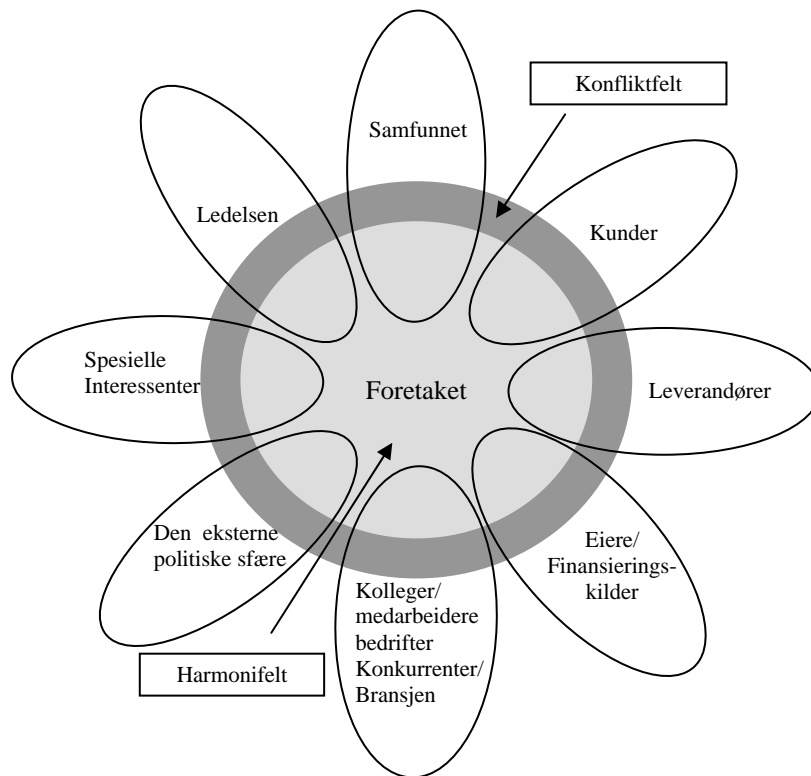 Konfliktfelt
Samfunnet
Ledelsen
Kunder
Spesielle
Interessenter
Foretaket
Leverandører
Den eksterne
politiske sfære
Eiere/
Finansierings-
kilder
Kolleger/
medarbeidere
bedrifter
Konkurrenter/
Bransjen
Harmonifelt